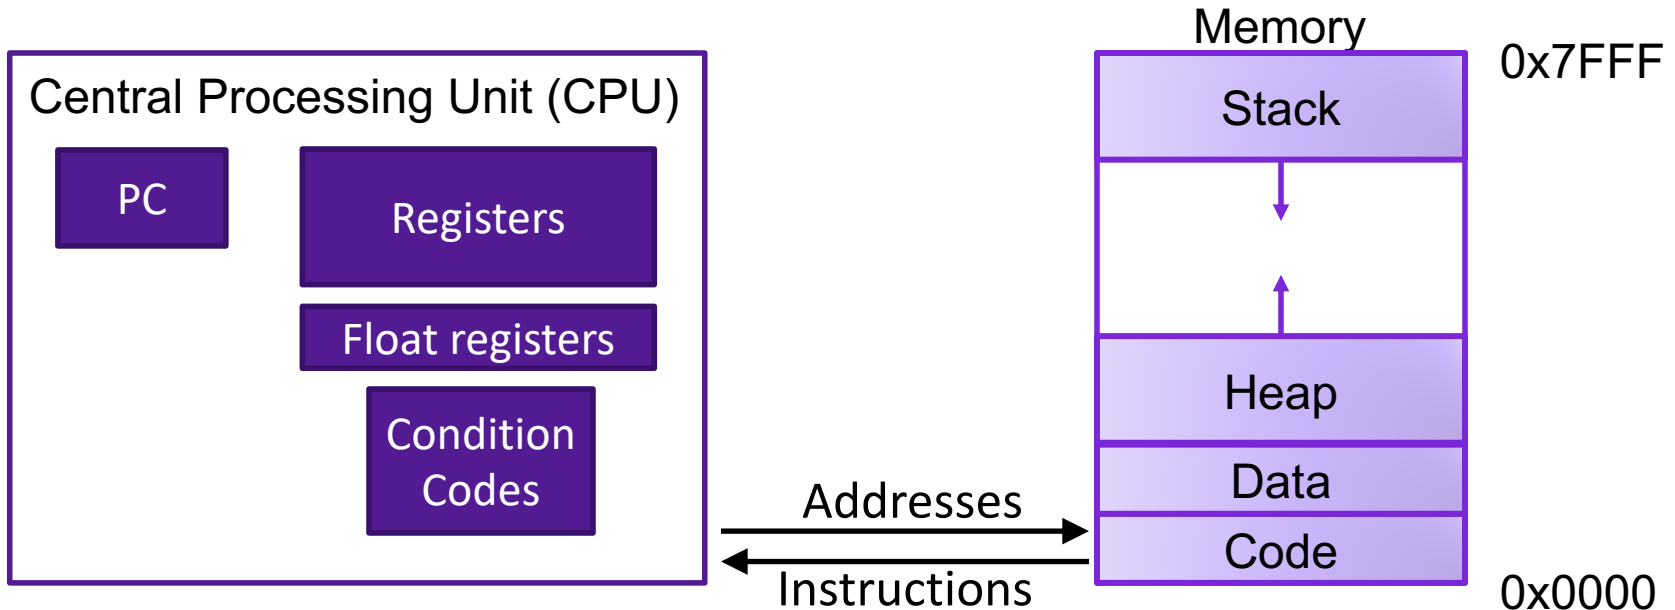 Central Processing Unit (CPU)
PC
Registers
Float registers
Condition
Codes
Addresses
Instructions
Memory
0x7FFF
Stack
Heap
Data
Code
0x0000